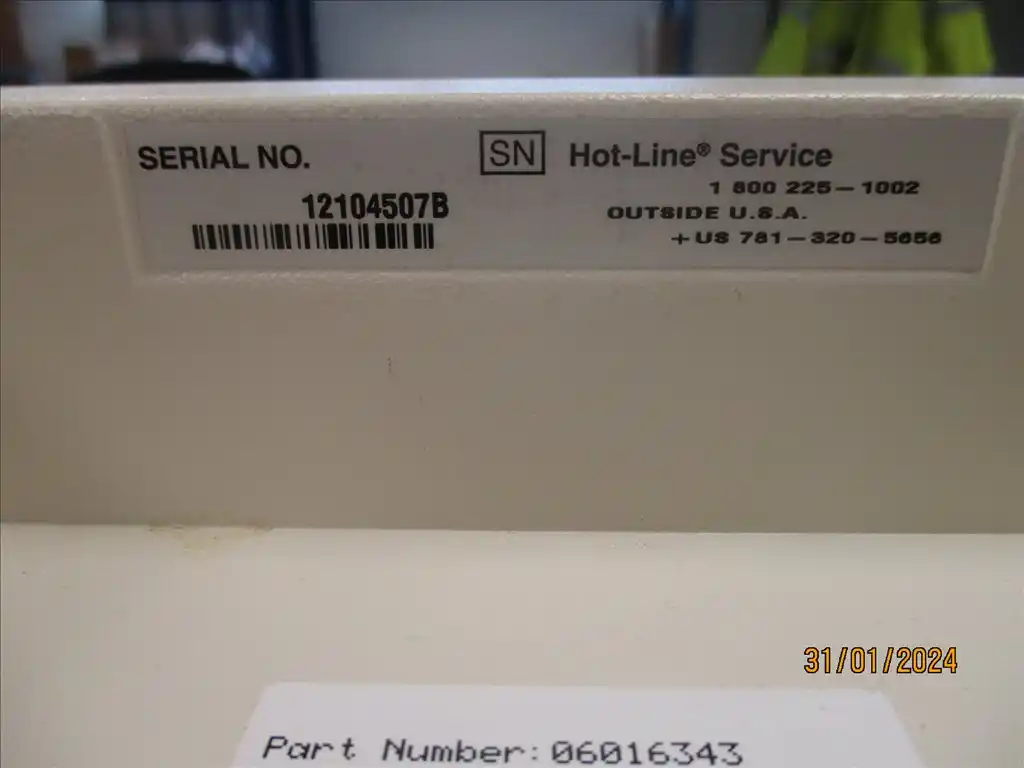 SERIAL NO.
12104507B
SN Hot-Line® Service
1 800 225-1002
OUTSIDE U.S.A.
+US 781-320-5656
31/01/2024
Part Number: 06016343